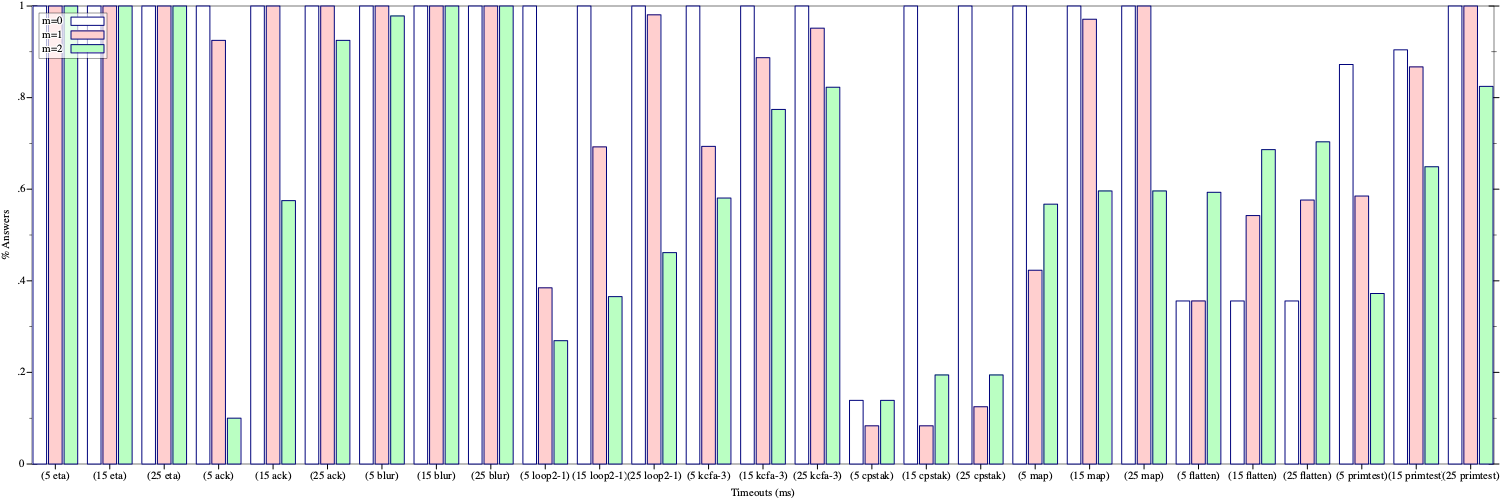 m=0
m=1
m=2
1
.8
.6
.4
.2
0
% Answers
(5 eta) (15 eta) (25 eta) (5 ack) (15 ack) (25 ack) (5 blur) (15 blur) (25 blur) (5 loop2-1) (15 loop2-1) (25 loop2-1) (5 kcfa-3) (15 kcfa-3) (25 kcfa-3) (5 cpstak) (15 cpstak) (25 cpstak) (5 map) (15 map) (25 map) (5 flatten) (15 flatten) (25 flatten) (5 primtest) (15 primtest) (25 primtest)
Timeouts (ms)